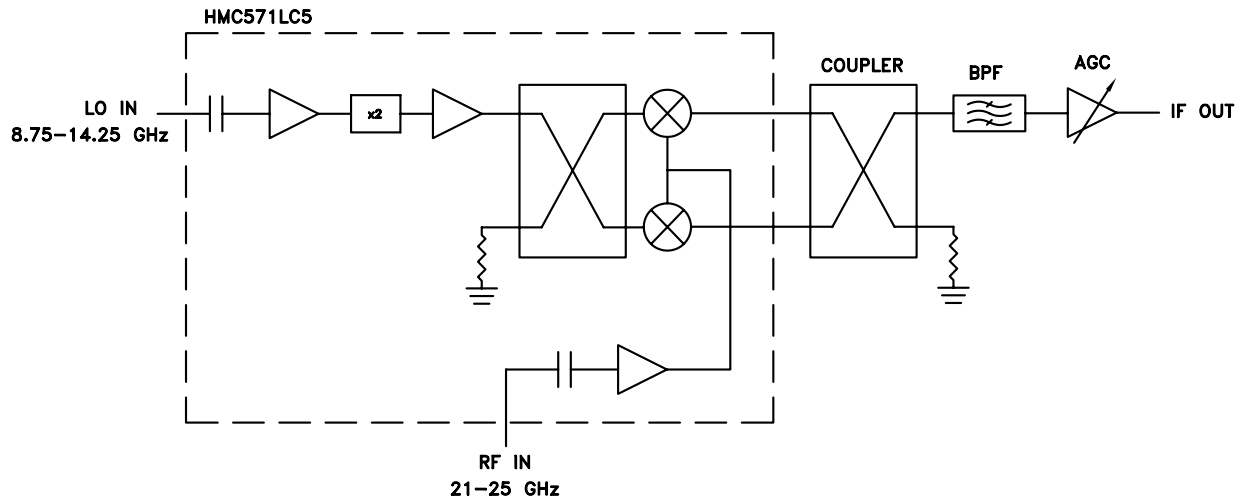 HMC571LC5
LO IN
8.75-14.25 GHz
x2
COUPLER
BPF
AGC
IF OUT
RF IN
21-25 GHz